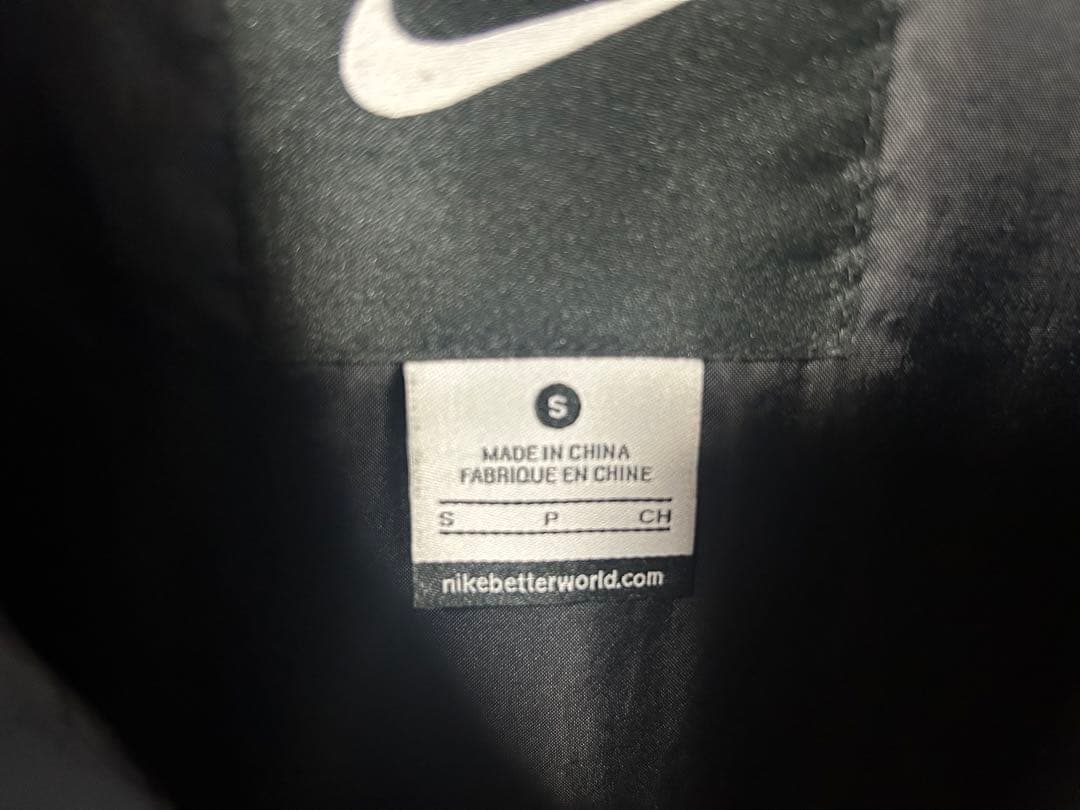 S
MADE IN CHINA
FABRIQUE EN CHINE
S P CH
nikebetterworld.com